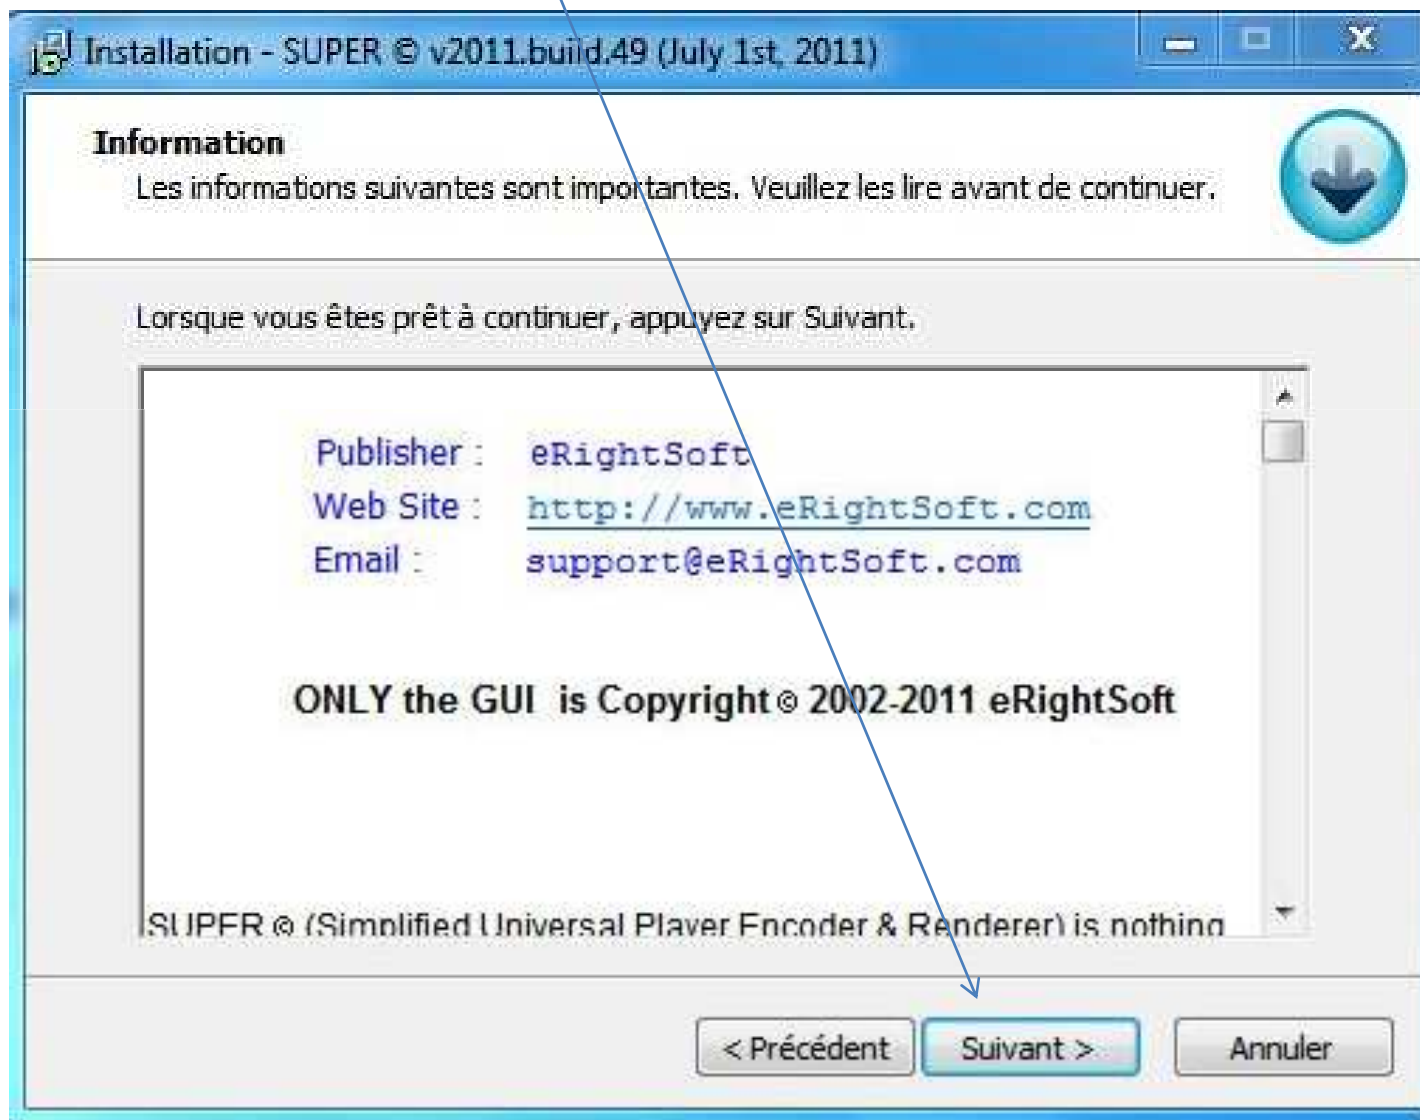 Installation - SUPER © v2011.build.49 (July 1st, 2011)
Information
Les informations suivantes sont importantes. Veuillez les lire avant de continuer.
Lorsque vous êtes prêt à continuer, appuyez sur Suivant.
Publisher : eRightSoft
Web Site : http://www.eRightSoft.com
Email : support@eRightSoft.com
ONLY the GUI is Copyright © 2002-2011 eRightSoft
SUPER © (Simplified Universal Player Encoder & Renderer) is nothing
< Précédent Suivant > Annuler